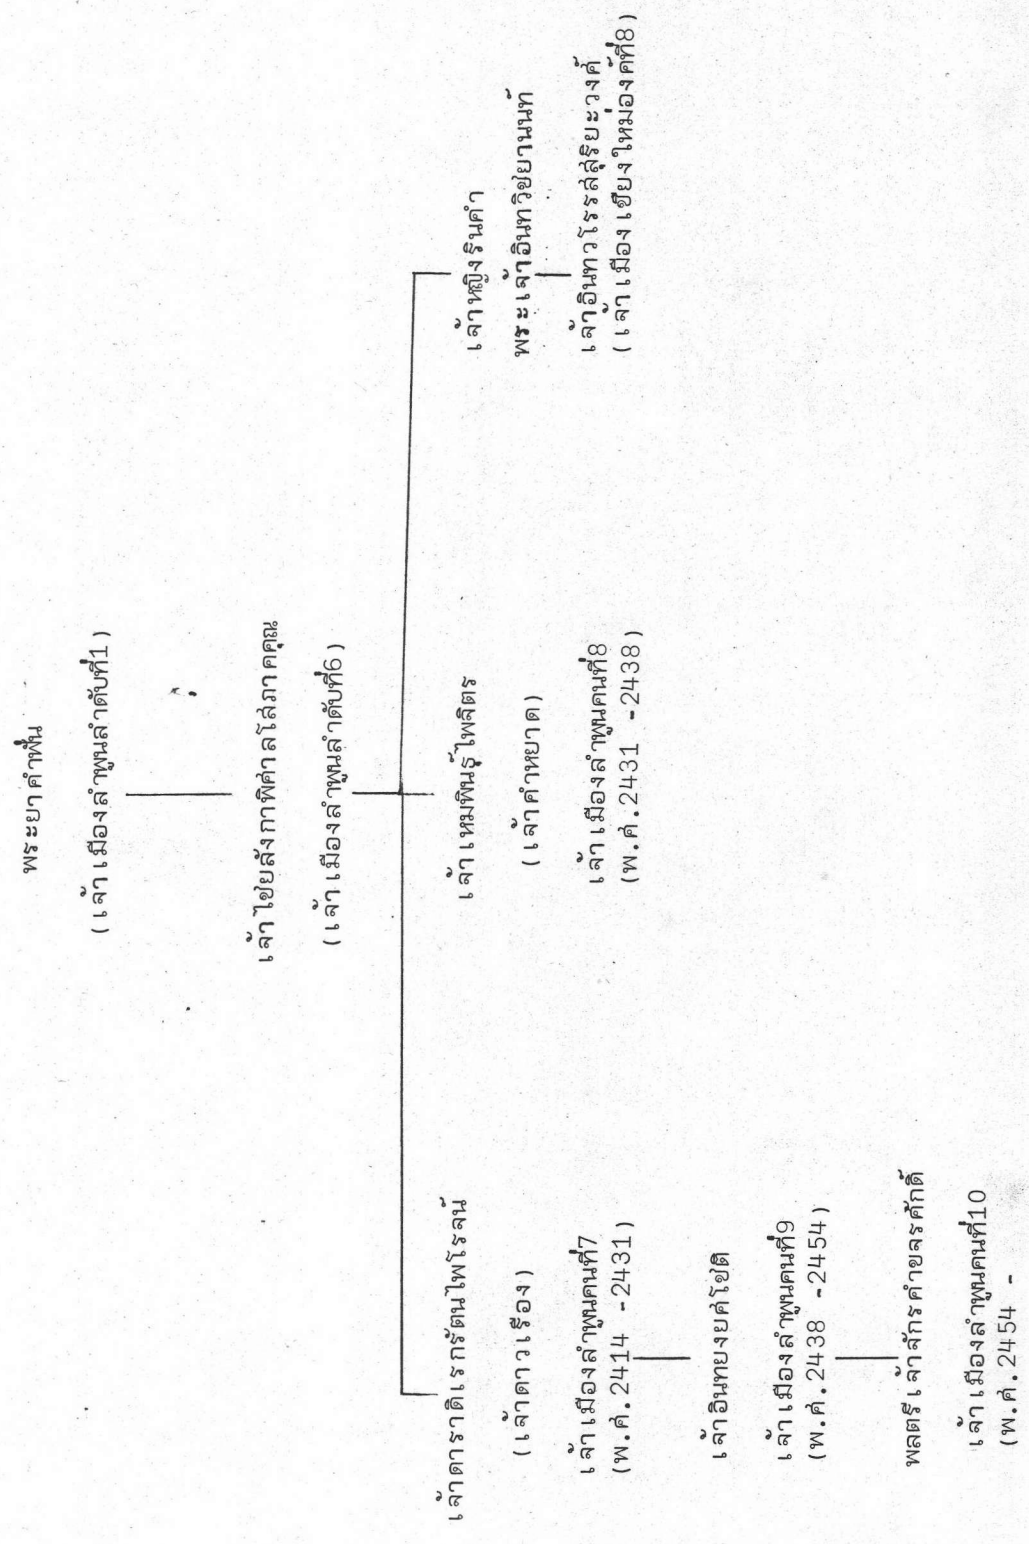 พระยาคำฟั่น
(เจ้าเมืองลำพูนลำดับที่1)
เจ้าไชยลังกาพิศาลโสภาคคุณ
(เจ้าเมืองลำพูนลำดับที่6)
เจ้าดาราดิเรกรัตนไพโรจน์
(เจ้าดาวเรือง)
เจ้าเมืองลำพูนคนที่7
(พ.ศ.2414 -2431)
เจ้าอินทยงยศโชติ
เจ้าเมืองลำพูนคนที่9
(พ.ศ.2438 -2454)
พลตรีเจ้าจักรคำขจรศักดิ์
เจ้าเมืองลำพูนคนที่10
(พ.ศ.2454 -
เจ้าเหมพินธุ์ไพจิตร
(เจ้าคำหยาด)
เจ้าเมืองลำพูนคนที่8
(พ.ศ.2431 -2438)
เจ้าหญิงรินคำ
พระเจ้าอินทวิชยานนท์
เจ้าอินทวโรรสสุริยะวงศ์
(เจ้าเมืองเชียงใหม่องค์ที่8)